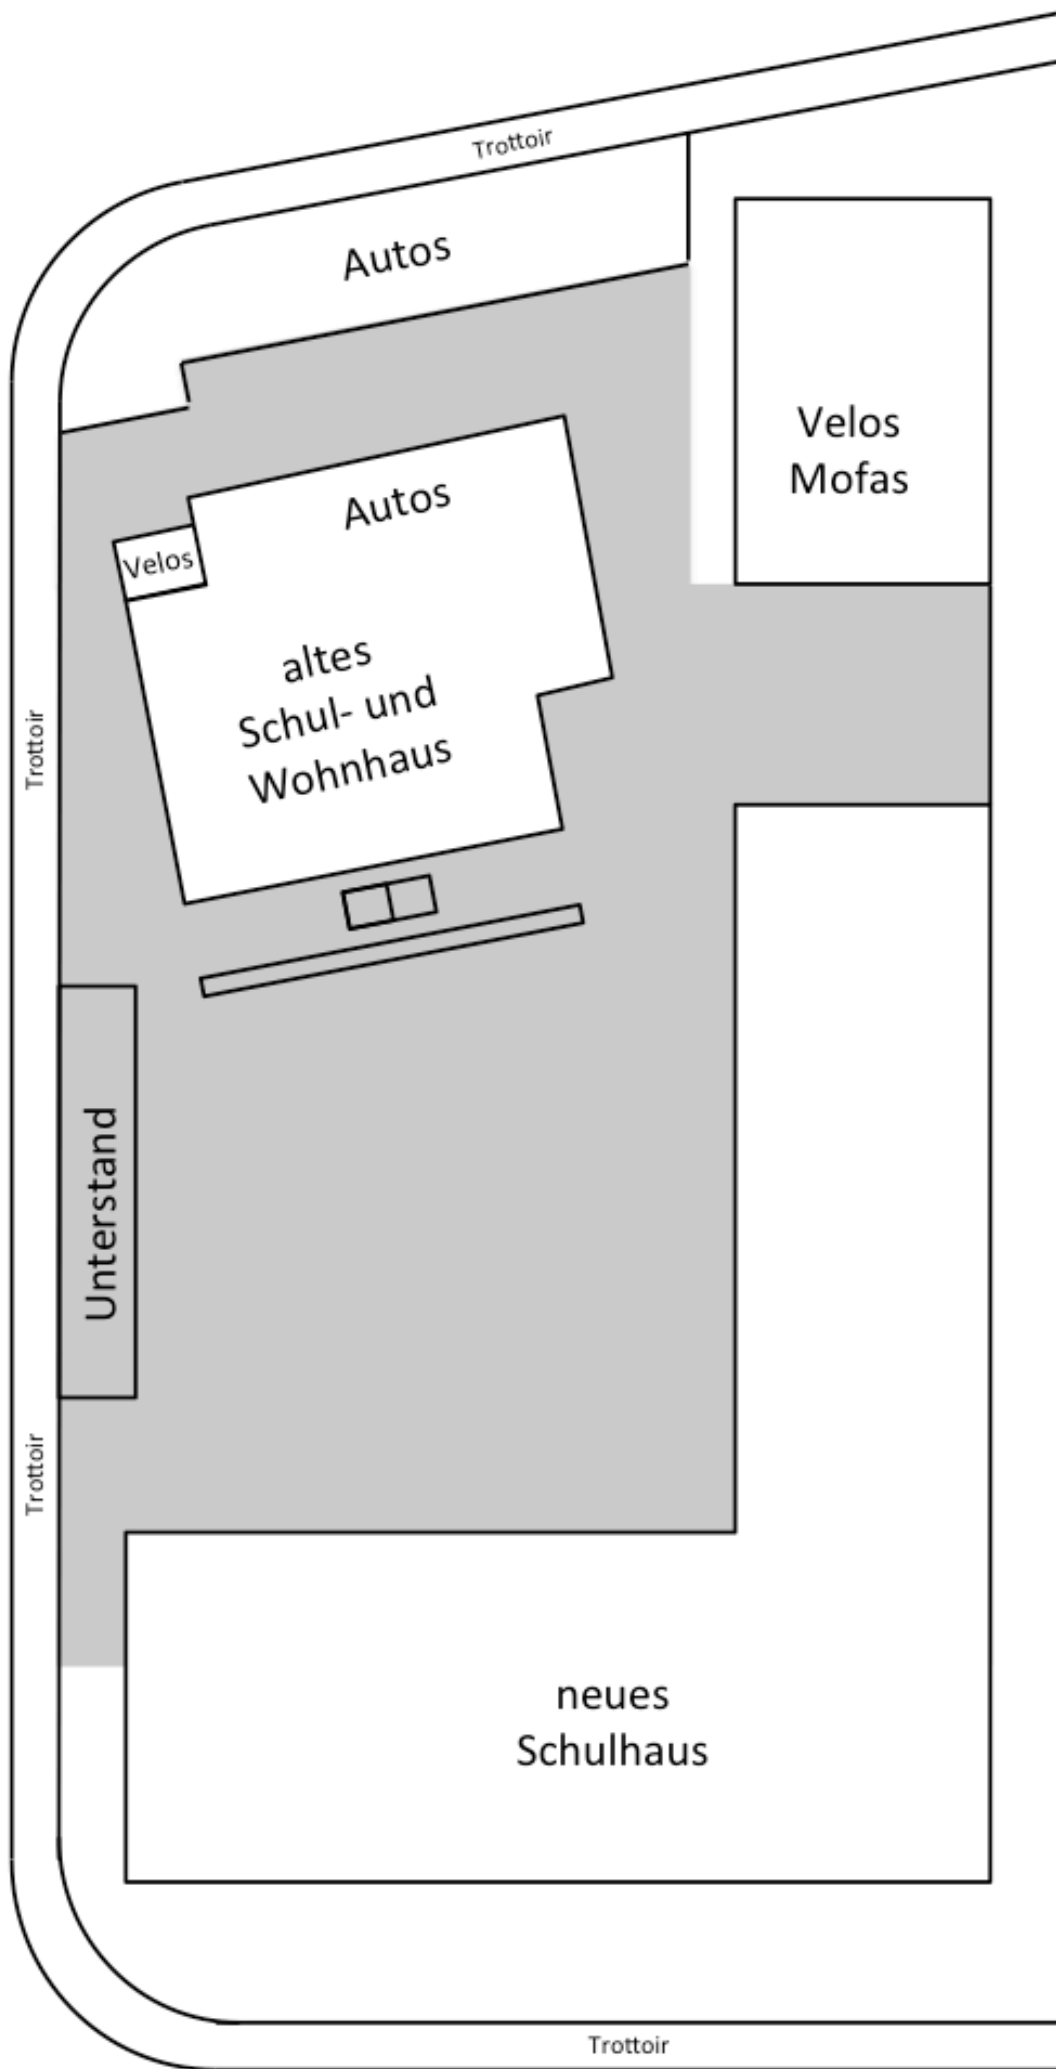 Trottoir
Autos
Velos
Mofas
Autos
Velos
altes
Schul- und
Wohnhaus
Trottoir
Unterstand
Trottoir
neues
Schulhaus
Trottoir